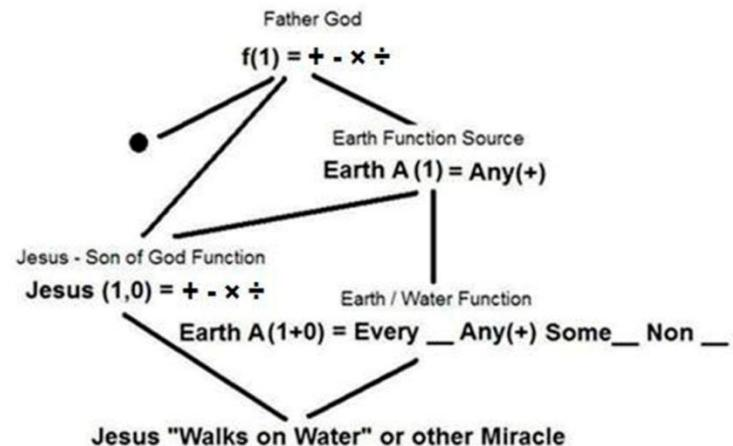 Father God
f(1) = + - × ÷
Earth Function Source
Earth A (1) = Any(+)
Jesus - Son of God Function
Jesus (1,0) = + - × ÷
Earth / Water Function
Earth A(1+0) = Every __ Any(+) Some__ Non __
Jesus "Walks on Water" or other Miracle